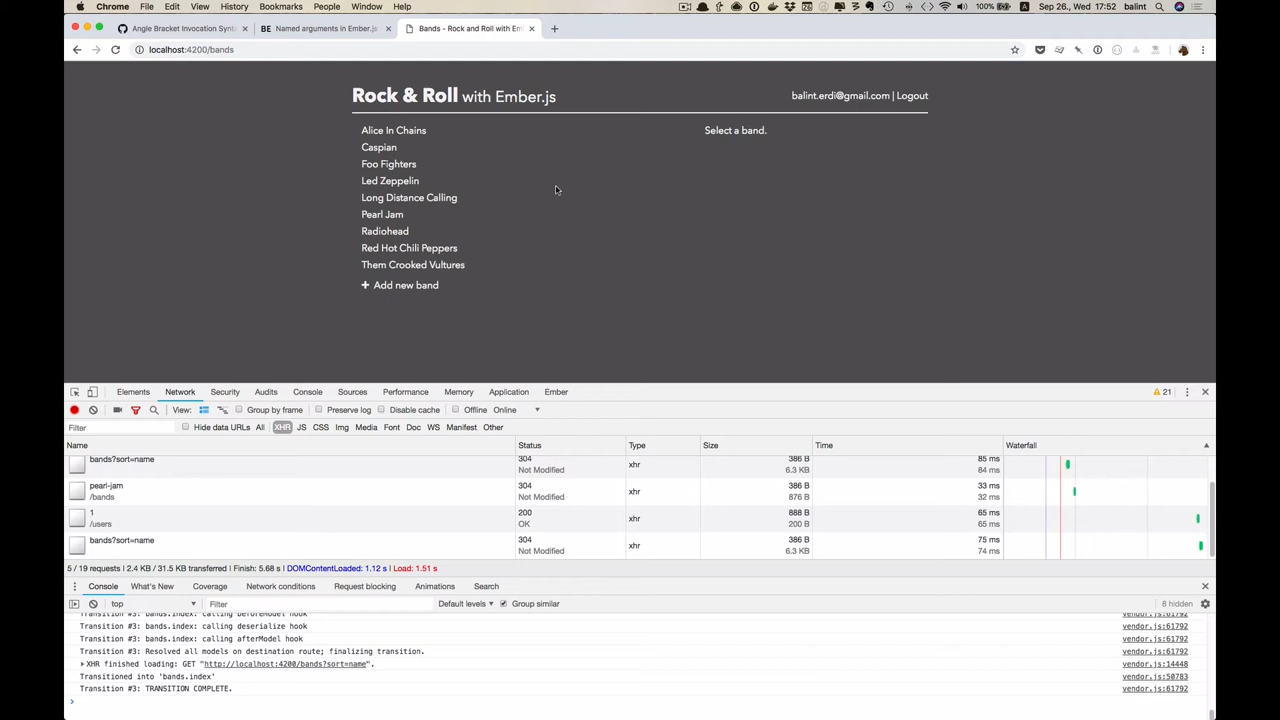 Chrome File Edit View History Bookmarks People Window Help 100% Sep 26., Wed 17:52 balint
Angle Bracket Invocation Synta × BE Named arguments in Ember.js × Bands - Rock and Roll with Em ×
localhost:4200/bands
Rock & Roll with Ember.js
balint.erdi@gmail.com | Logout
Alice In Chains
Select a band.
Caspian
Foo Fighters
Led Zeppelin
Long Distance Calling
Pearl Jam
Radiohead
Red Hot Chili Peppers
Them Crooked Vultures
+ Add new band
Elements Network Security Audits Console Sources Performance Memory Application Ember 21
View: Group by frame Preserve log Disable cache Offline Online
Filter Hide data URLs All XHR JS CSS Img Media Font Doc WS Manifest Other
Name Status Type Size Time Waterfall
bands?sort=name 304 Not Modified xhr 386 B 6.3 KB 85 ms 84 ms
pearl-jam /bands 304 Not Modified xhr 386 B 876 B 33 ms 32 ms
1 /users 200 OK xhr 888 B 200 B 65 ms 65 ms
bands?sort=name 304 Not Modified xhr 386 B 6.3 KB 75 ms 74 ms
5 / 19 requests | 2.4 KB / 31.5 KB transferred | Finish: 5.68 s | DOMContentLoaded: 1.12 s | Load: 1.51 s
Console What's New Coverage Network conditions Request blocking Animations Search
top Filter Default levels Group similar 8 hidden
Transition #3: bands.index: calling beforeModel hook vendor.js:61792
Transition #3: bands.index: calling deserialize hook vendor.js:61792
Transition #3: bands.index: calling afterModel hook vendor.js:61792
Transition #3: Resolved all models on destination route; finalizing transition. vendor.js:61792
XHR finished loading: GET "http://localhost:4200/bands?sort=name". vendor.js:14448
Transitioned into 'bands.index' vendor.js:50783
Transition #3: TRANSITION COMPLETE. vendor.js:61792